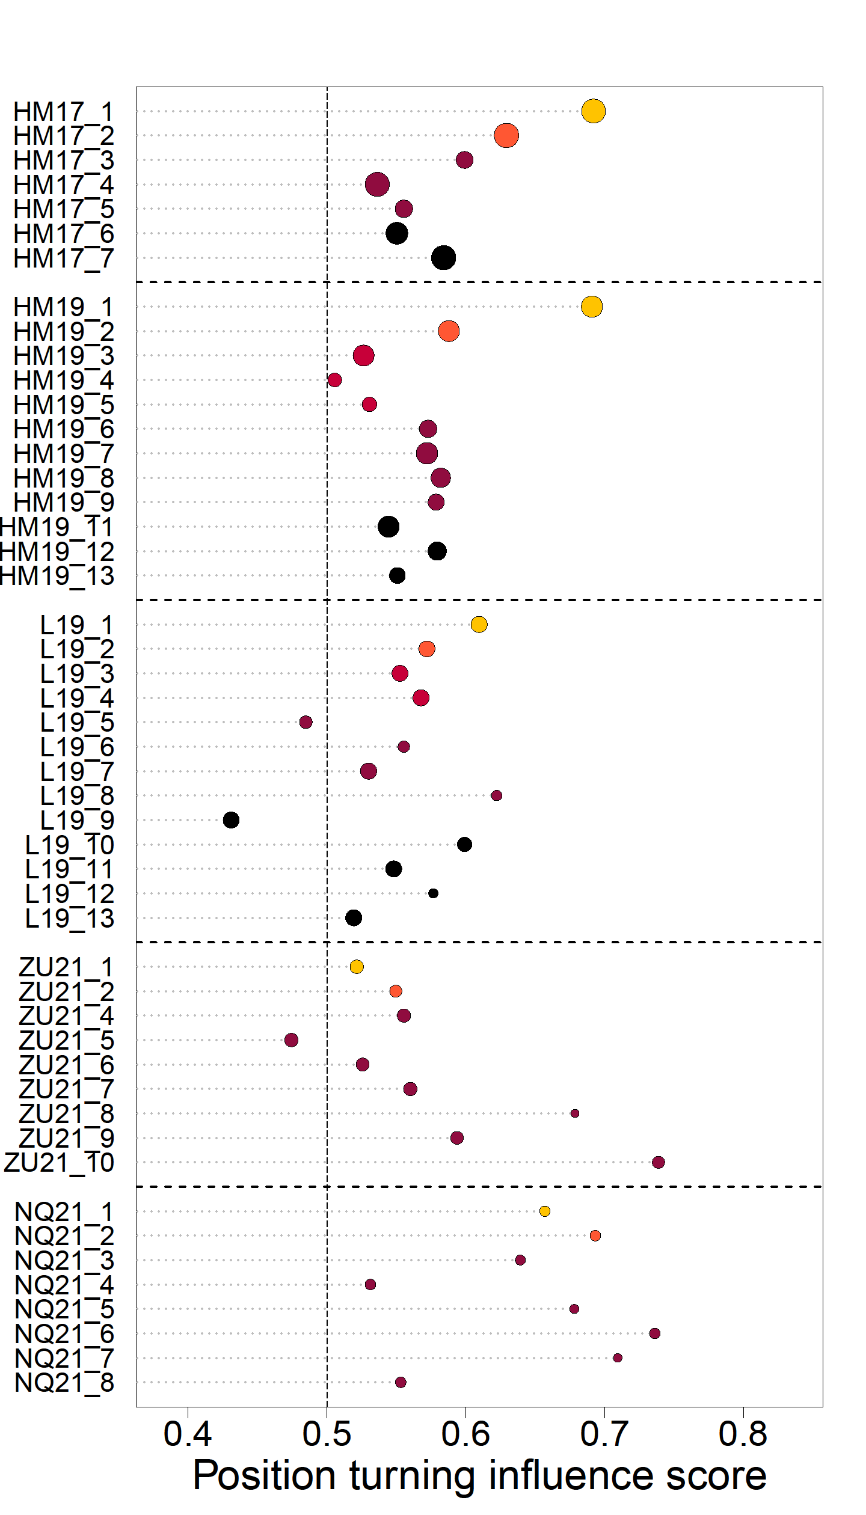 HM17_1
HM17_2
HM17_3
HM17_4
HM17_5
HM17_6
HM17_7
HM19_1
HM19_2
HM19_3
HM19_4
HM19_5
HM19_6
HM19_7
HM19_8
HM19_9
HM19_11
HM19_12
HM19_13
L19_1
L19_2
L19_3
L19_4
L19_5
L19_6
L19_7
L19_8
L19_9
L19_10
L19_11
L19_12
L19_13
ZU21_1
ZU21_2
ZU21_4
ZU21_5
ZU21_6
ZU21_7
ZU21_8
ZU21_9
ZU21_10
NQ21_1
NQ21_2
NQ21_3
NQ21_4
NQ21_5
NQ21_6
NQ21_7
NQ21_8
0.4 0.5 0.6 0.7 0.8
Position turning influence score